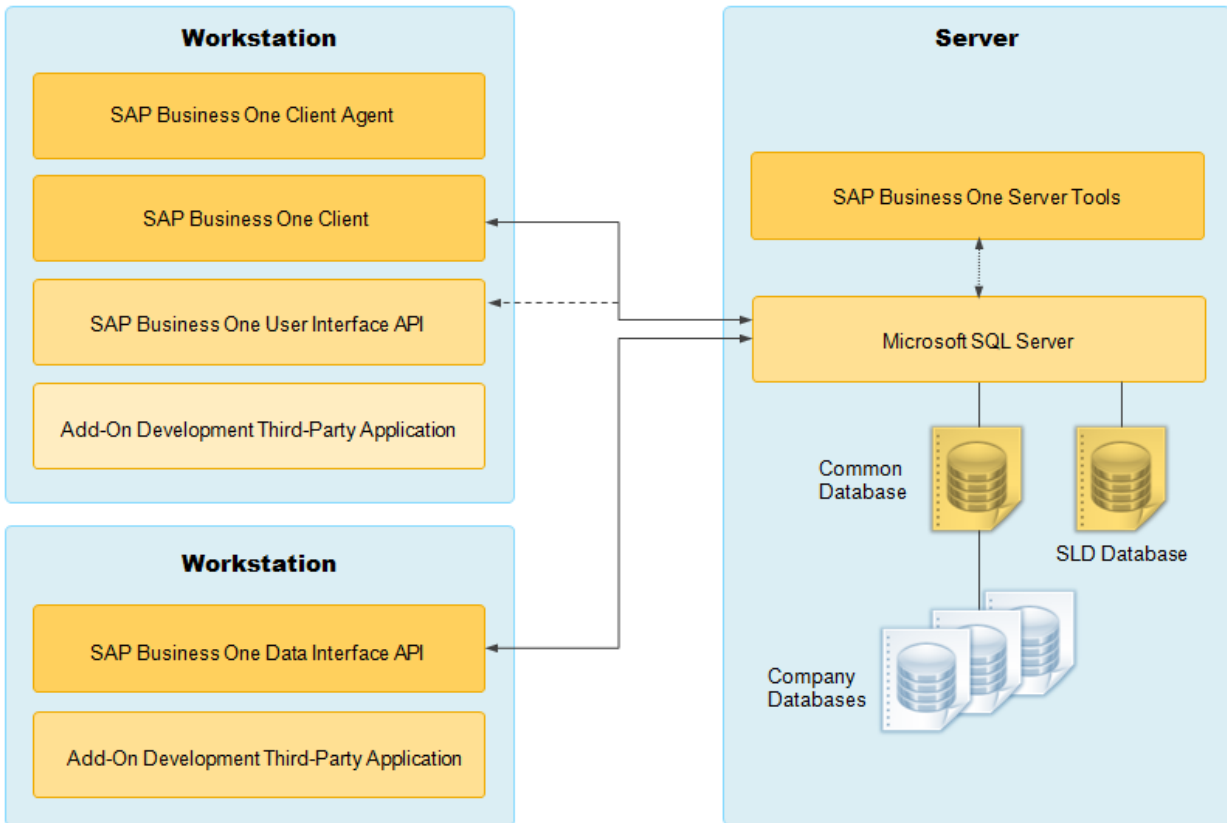 Workstation
SAP Business One Client Agent
SAP Business One Client
SAP Business One User Interface API
Add-On Development Third-Party Application
Workstation
SAP Business One Data Interface API
Add-On Development Third-Party Application
Server
SAP Business One Server Tools
Microsoft SQL Server
Common
Database
SLD Database
Company
Databases